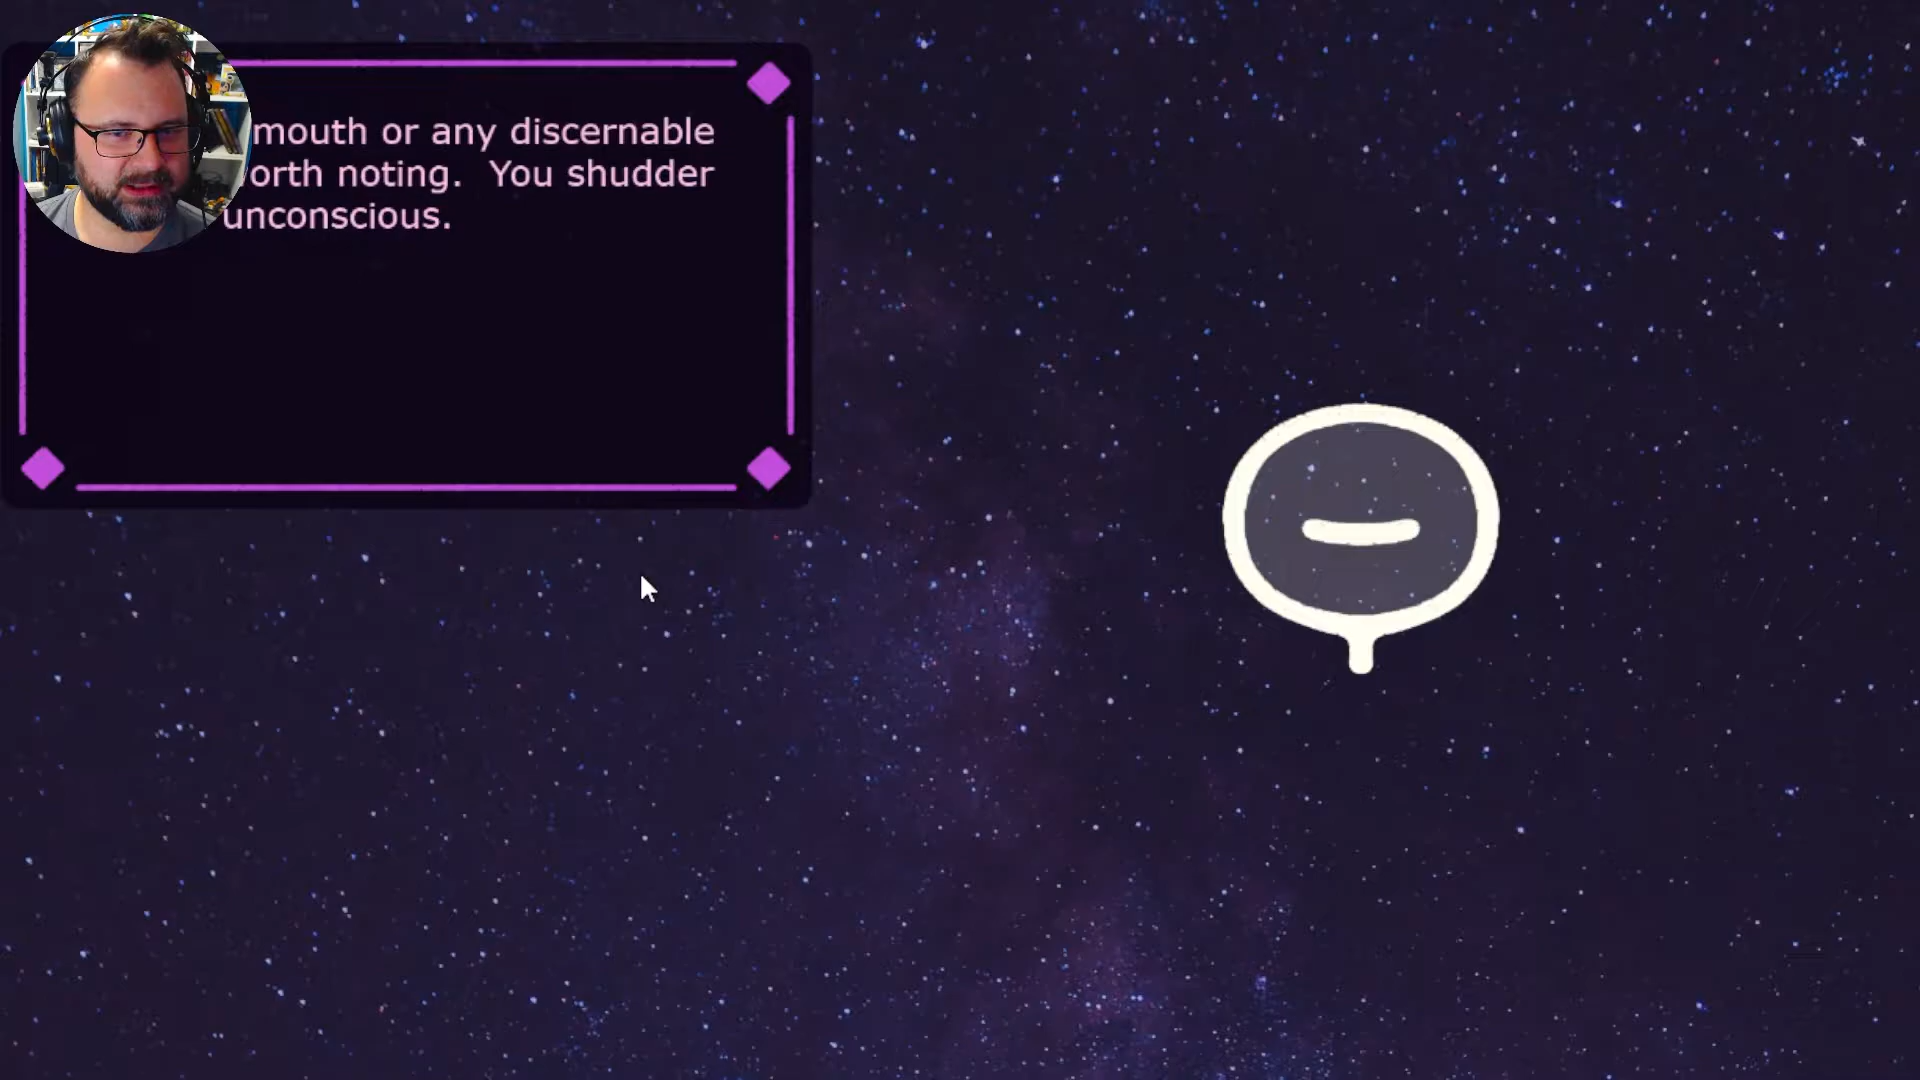 mouth or any discernable
orth noting. You shudder
unconscious.